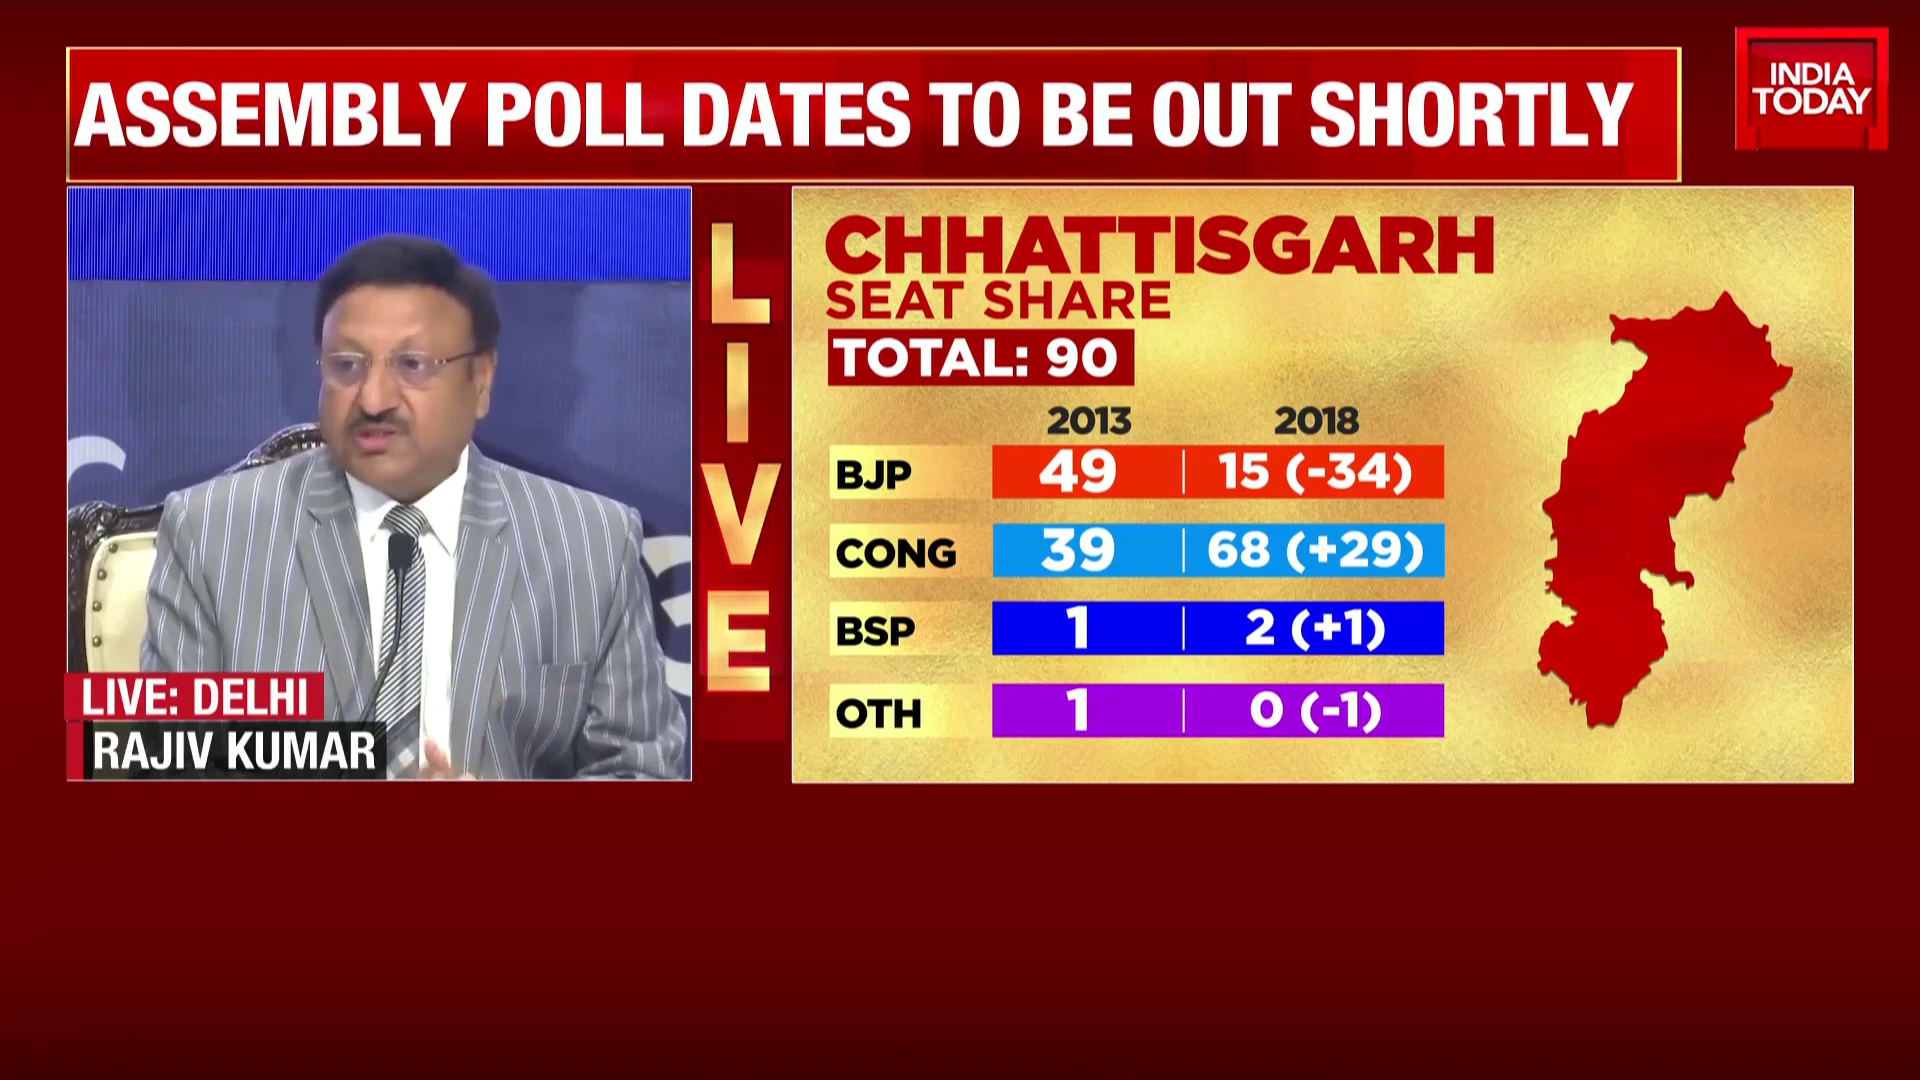 ASSEMBLY POLL DATES TO BE OUT SHORTLY
INDIA
TODAY
LIVE
CHHATTISGARH
SEAT SHARE
TOTAL: 90
2013 2018
BJP 49 15 (-34)
CONG 39 68 (+29)
BSP 1 2 (+1)
OTH 1 0 (-1)
LIVE: DELHI
RAJIV KUMAR